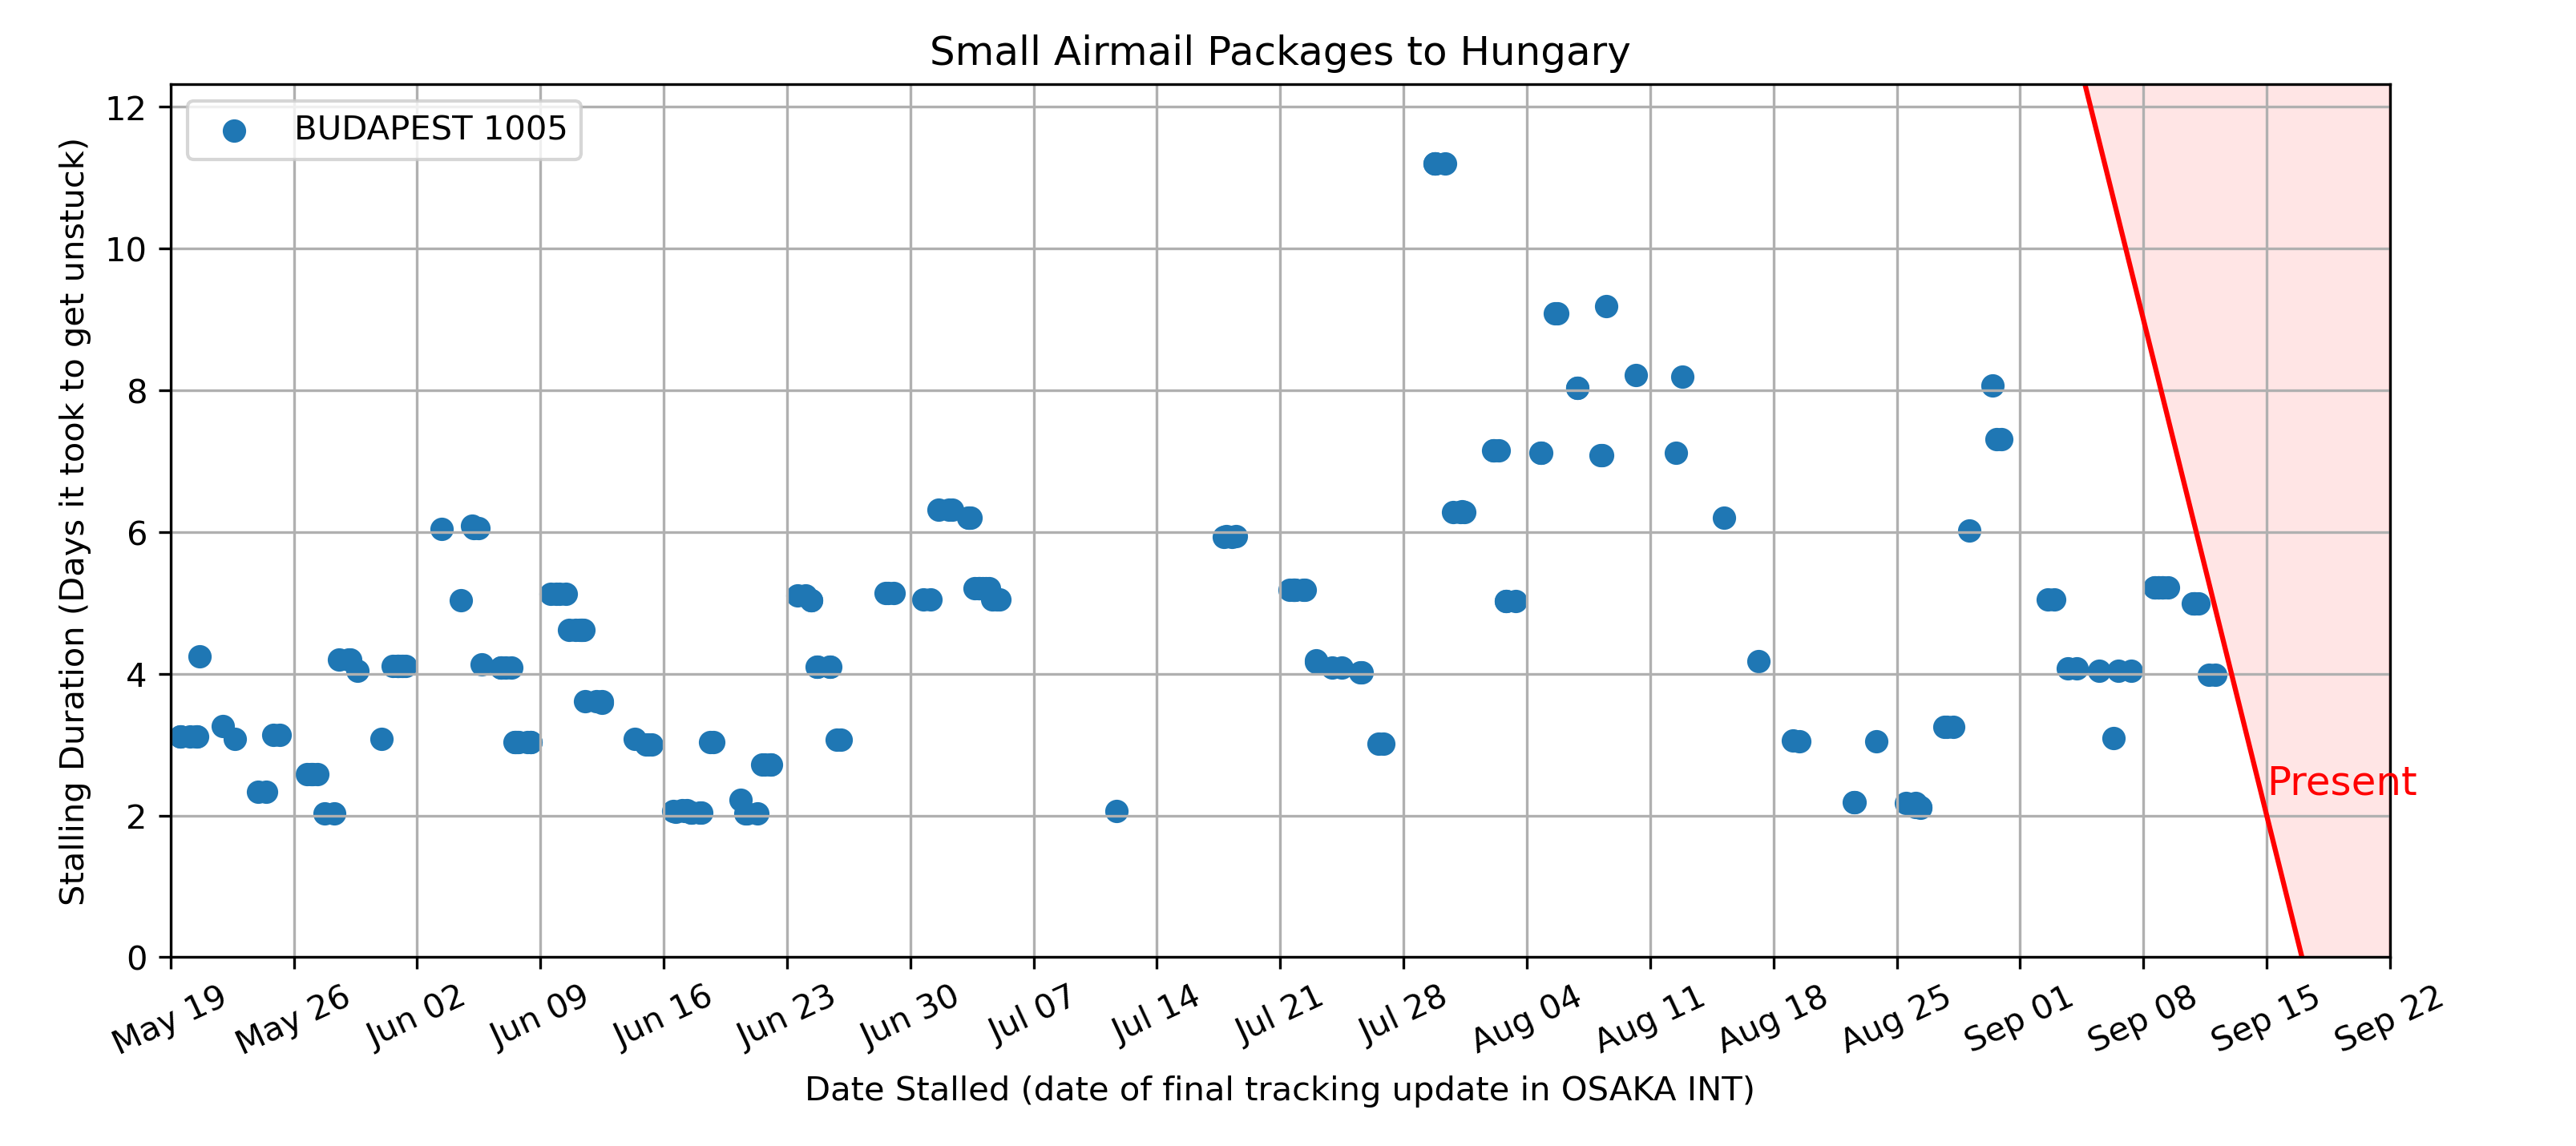 Small Airmail Packages to Hungary
BUDAPEST 1005
Stalling Duration (Days it took to get unstuck)
12
10
8
6
4
2
0
Present
May 19
May 26
Jun 02
Jun 09
Jun 16
Jun 23
Jun 30
Jul 07
Jul 14
Jul 21
Jul 28
Aug 04
Aug 11
Aug 18
Aug 25
Sep 01
Sep 08
Sep 15
Sep 22
Date Stalled (date of final tracking update in OSAKA INT)